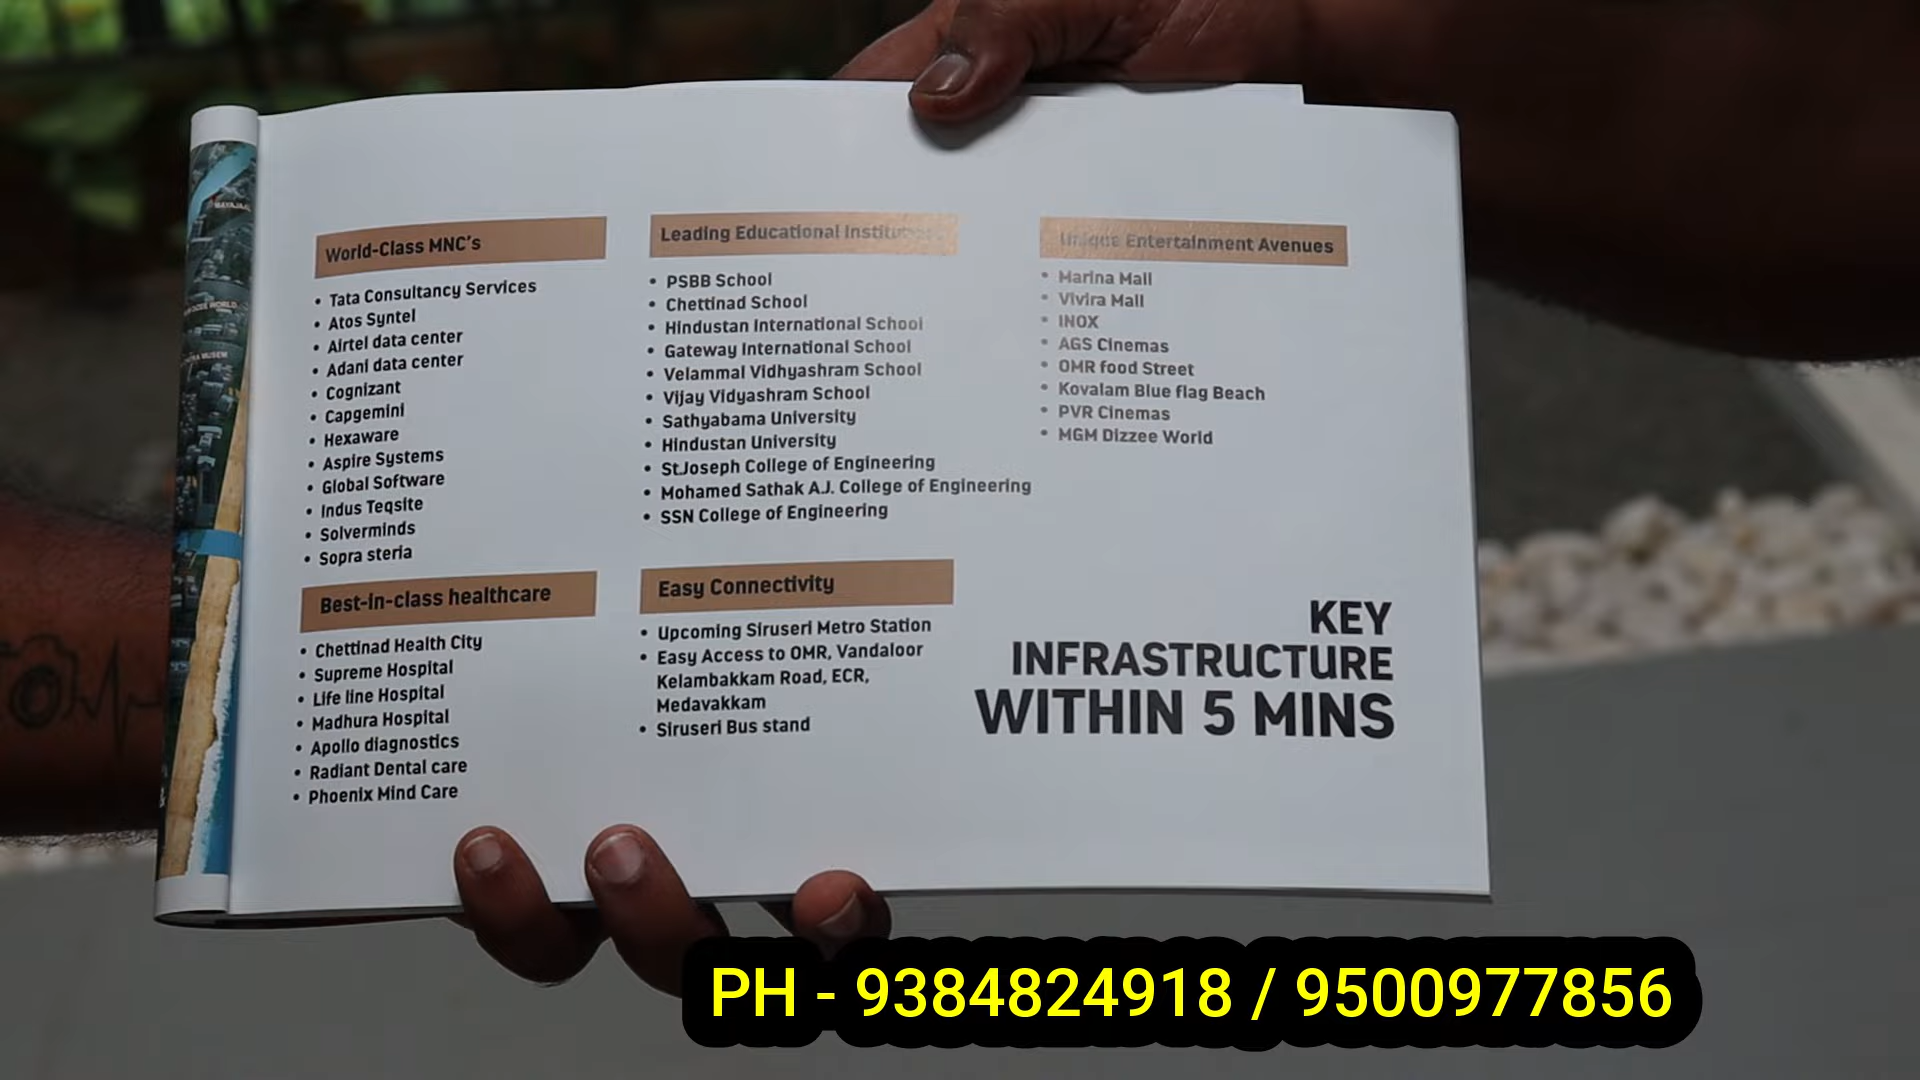 World-Class MNC's
• Tata Consultancy Services
• Atos Syntel
• Airtel data center
• Adani data center
• Cognizant
• Capgemini
• Hexaware
• Aspire Systems
• Global Software
• Indus Teqsite
• Solverminds
• Sopra steria
Best-in-class healthcare
• Chettinad Health City
• Supreme Hospital
• Life line Hospital
• Madhura Hospital
• Apollo diagnostics
• Radiant Dental care
• Phoenix Mind Care
Leading Educational
• PSBB School
• Chettinad School
• Hindustan International School
• Gateway International School
• Velammal Vidhyashram School
• Vijay Vidyashram School
• Sathyabama University
• Hindustan University
• St.Joseph College of Engineering
• Mohamed Sathak A.J. College of Engineering
• SSN College of Engineering
Easy Connectivity
• Upcoming Siruseri Metro Station
• Easy Access to OMR, Vandaloor
Kelambakkam Road, ECR,
Medavakkam
• Siruseri Bus stand
Unique Entertainment Avenues
• Marina Mall
• Vivira Mall
• INOX
• AGS Cinemas
• OMR food Street
• Kovalam Blue flag Beach
• PVR Cinemas
• MGM Dizzee World
KEY
INFRASTRUCTURE
WITHIN 5 MINS
PH - 9384824918 / 9500977856